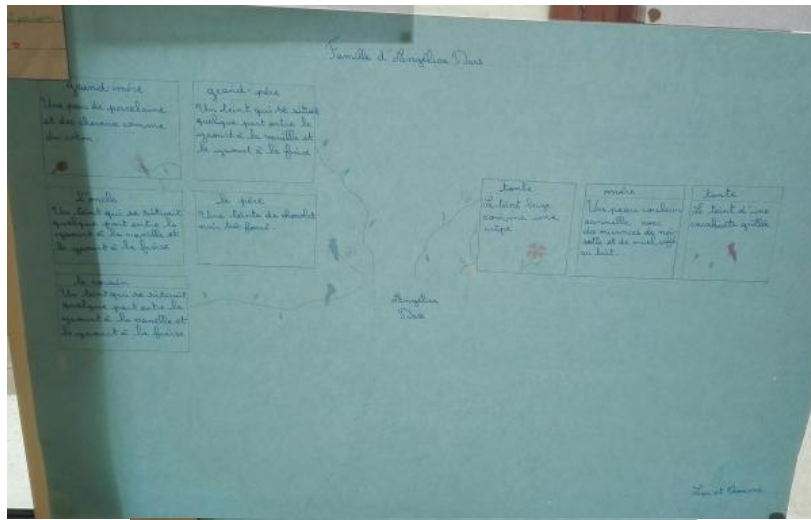 Famille d'Angélica Dass
grand-mère
Une peau de porcelaine
et des cheveux comme
du coton
grand-père
Un teint qui se situe
quelque part entre le
yaourt à la vanille et
le yaourt à la fraise
l'oncle
Un teint qui se situait
quelque part entre le
yaourt à la vanille et
le yaourt à la fraise
le père
Une teinte de chocolat
noir très foncé.
le cousin
Un teint qui se situait
quelque part entre le
yaourt à la vanille et
le yaourt à la fraise
tante
Le teint beige
comme une
crêpe
mère
Une peau couleur
cannelle avec
des nuances de noi
sette et de miel
au lait.
tante
Le teint d'une
cacahuète grillée
Angélica
Dass
et